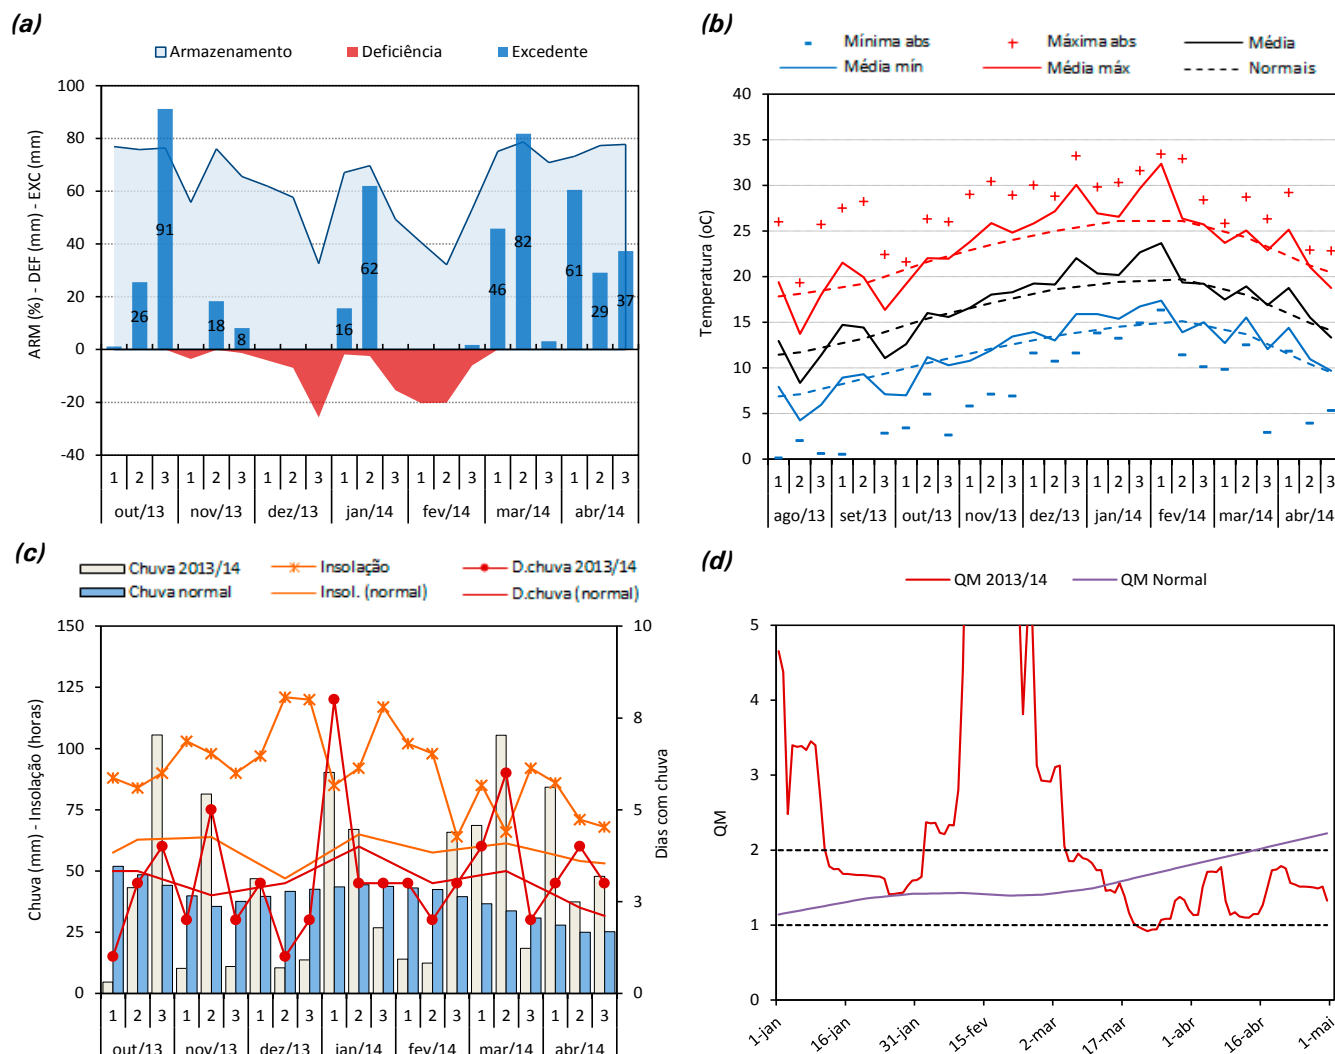 (a)
Armazenamento Deficiência Excedente
ARM (%) - DEF (mm) - EXC (mm)
100
80
60
40
20
0
-20
-40
26 91 18 8 16 62 46 82 61 29 37
1 2 3 1 2 3 1 2 3 1 2 3 1 2 3 1 2 3 1 2 3
out/13 nov/13 dez/13 jan/14 fev/14 mar/14 abr/14
(b)
Mínima abs Máxima abs Média
Média mín Média máx Normais
Temperatura (oC)
40
35
30
25
20
15
10
5
0
1 2 3 1 2 3 1 2 3 1 2 3 1 2 3 1 2 3 1 2 3 1 2 3 1 2 3
ago/13 set/13 out/13 nov/13 dez/13 jan/14 fev/14 mar/14 abr/14
(c)
Chuva 2013/14 Insolação D.chuva 2013/14
Chuva normal Insol. (normal) D.chuva (normal)
Chuva (mm) - Insolação (horas)
150
125
100
75
50
25
0
Dias com chuva
10
8
5
3
0
1 2 3 1 2 3 1 2 3 1 2 3 1 2 3 1 2 3 1 2 3
out/13 nov/13 dez/13 jan/14 fev/14 mar/14 abr/14
(d)
QM 2013/14 QM Normal
QM
5
4
3
2
1
0
1-jan 16-jan 31-jan 15-fev 2-mar 17-mar 1-abr 16-abr 1-mai